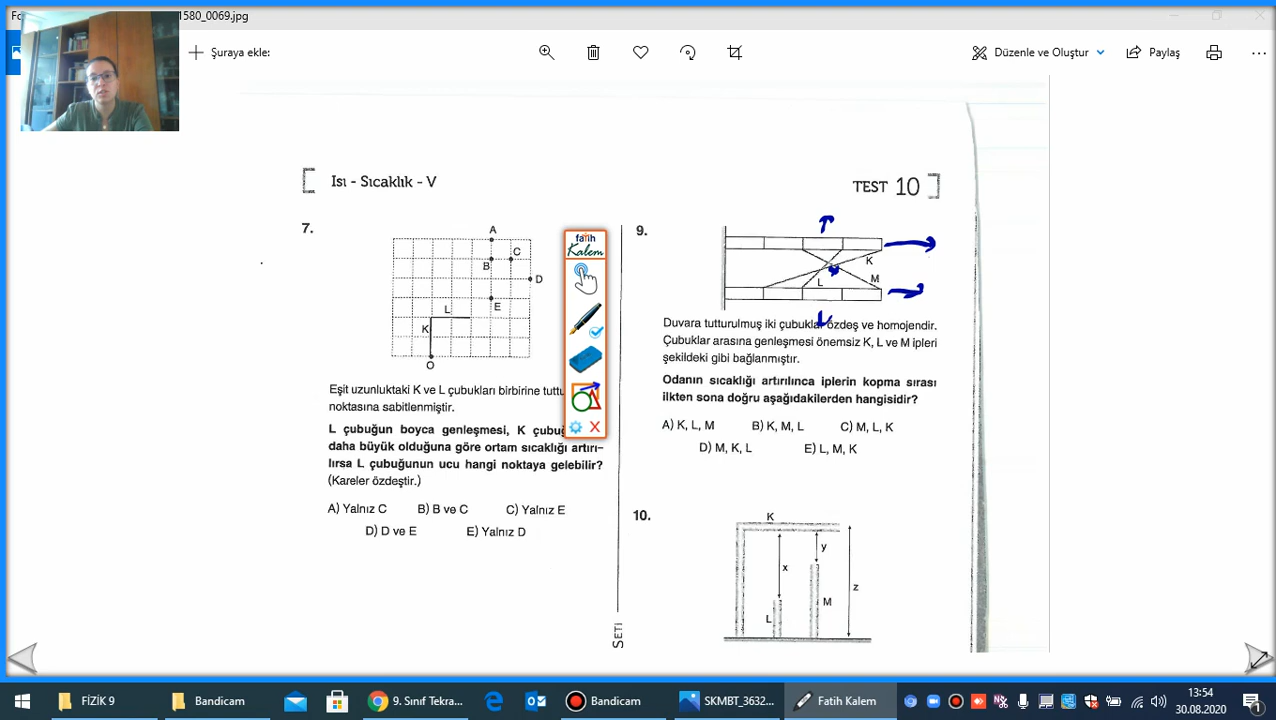 1580_0069.jpg
Şuraya ekle:
Düzenle ve Oluştur
Paylaş
Isı - Sıcaklık - V
TEST 10
7.
A
C
B
D
E
L
K
O
Eşit uzunluktaki K ve L çubukları birbirine
noktasına sabitlenmiştir.
L çubuğun boyca genleşmesi, K
daha büyük olduğuna göre ortam sıcaklığı artırı-
lırsa L çubuğunun ucu hangi noktaya gelebilir?
(Kareler özdeştir.)
A) Yalnız C B) B ve C C) Yalnız E
D) D ve E E) Yalnız D
fatih
Kalem
SETİ
9.
K
M
L
Duvara tutturulmuş iki çubuklar özdeş ve homojendir.
Çubuklar arasına genleşmesi önemsiz K, L ve M ipleri
şekildeki gibi bağlanmıştır.
Odanın sıcaklığı artırılınca iplerin kopma sırası
ilkten sona doğru aşağıdakilerden hangisidir?
A) K, L, M B) K, M, L C) M, L, K
D) M, K, L E) L, M, K
10.
K
y
x
z
M
L
FİZİK 9
Bandicam
9. Sınıf Tekra...
Bandicam
SKMBT_3632...
Fatih Kalem
13:54
30.08.2020